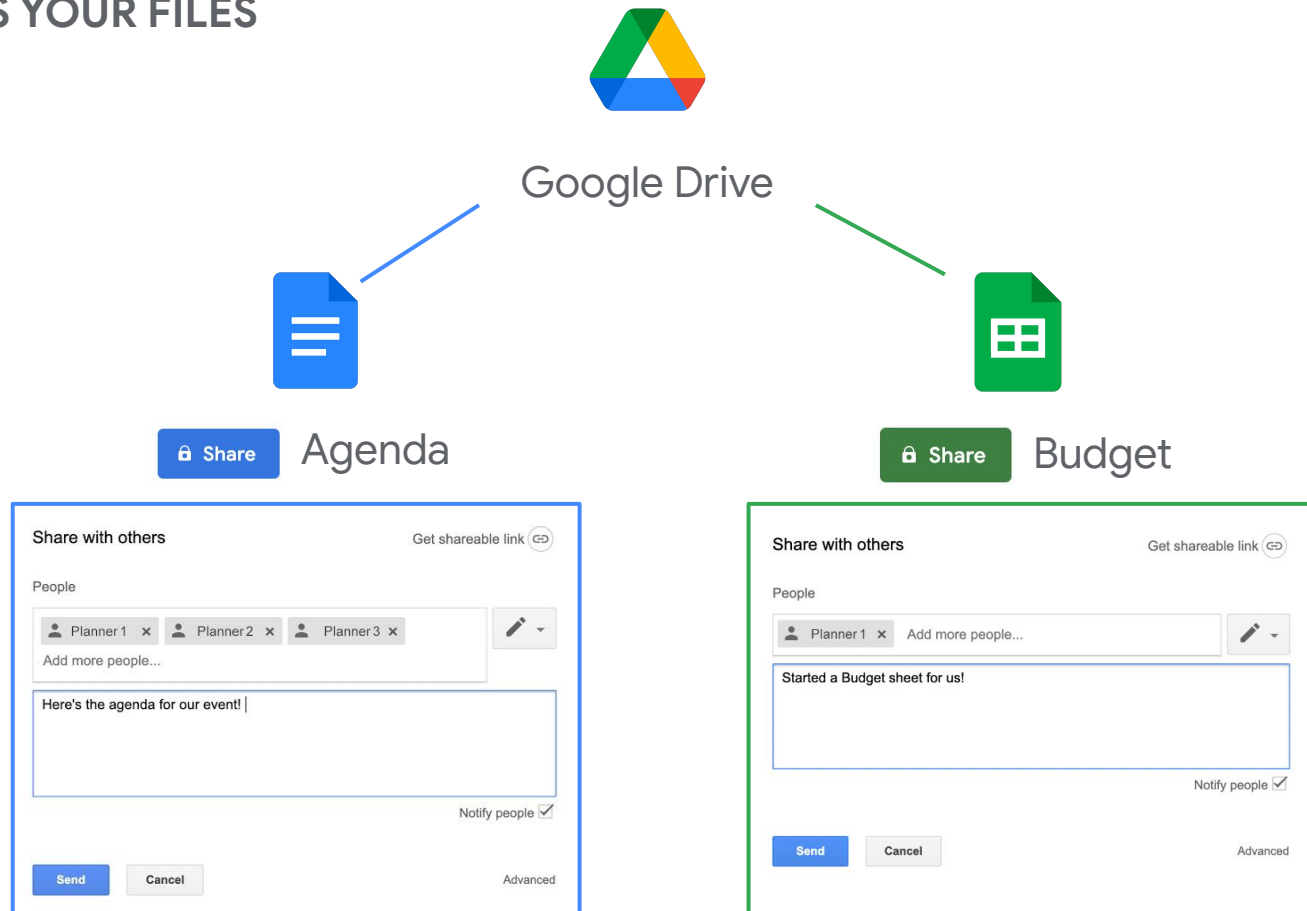 S YOUR FILES
Google Drive
Share Agenda
Share Budget
Share with others Get shareable link
People
Planner 1 × Planner 2 × Planner 3 ×
Add more people...
Here's the agenda for our event!
Notify people
Send Cancel Advanced
Share with others Get shareable link
People
Planner 1 × Add more people...
Started a Budget sheet for us!
Notify people
Send Cancel Advanced